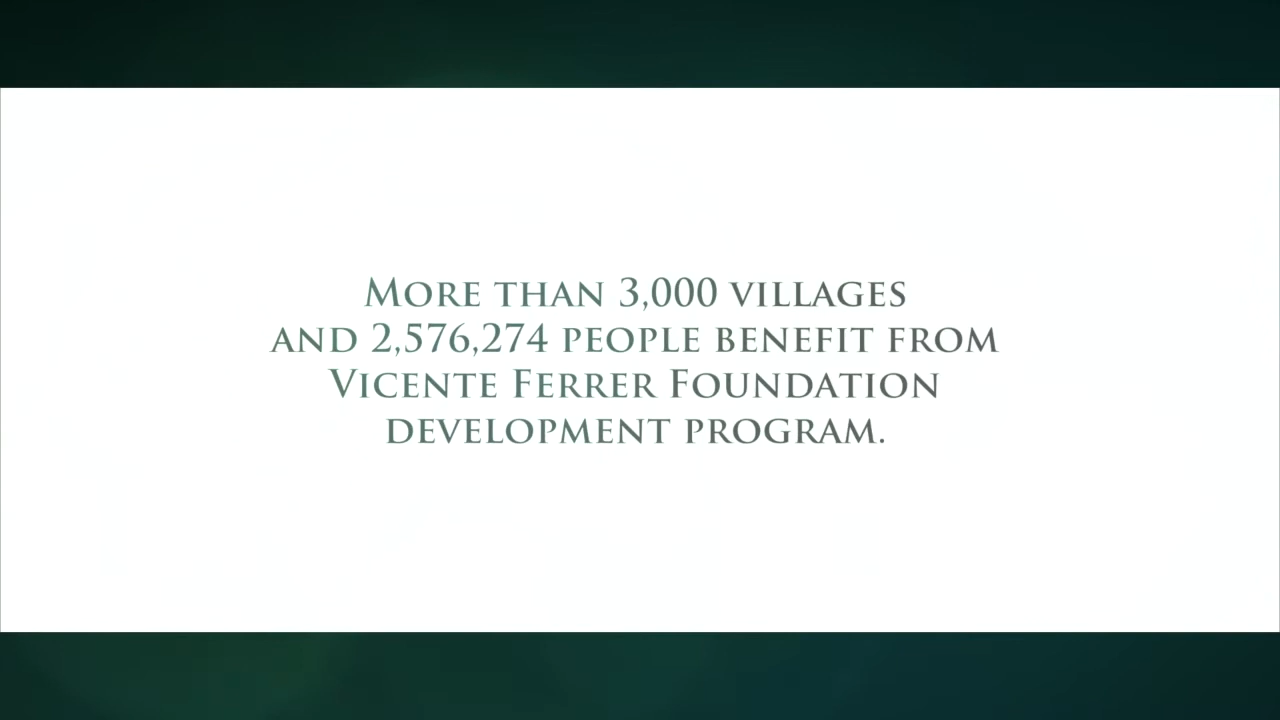 More than 3,000 villages
and 2,576,274 people benefit from
Vicente Ferrer Foundation
development program.